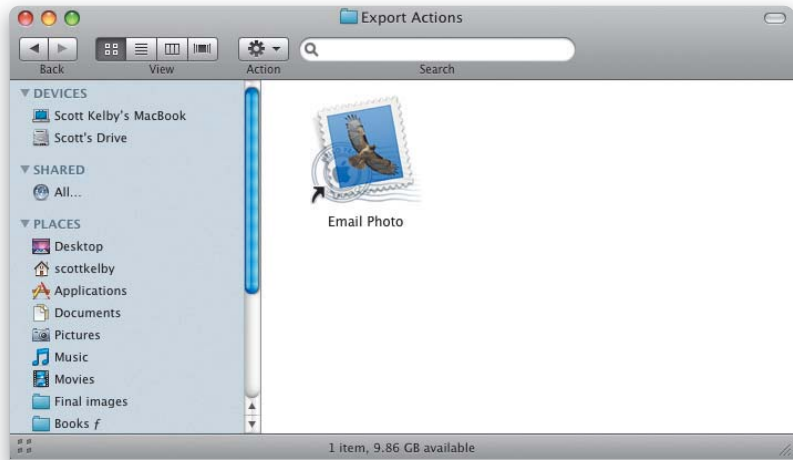 Export Actions
Back View Action Search
DEVICES
Scott Kelby's MacBook
Scott's Drive
SHARED
All...
PLACES
Desktop
scottkelby
Applications
Documents
Pictures
Music
Movies
Final images
Books ƒ
Email Photo
1 item, 9.86 GB available